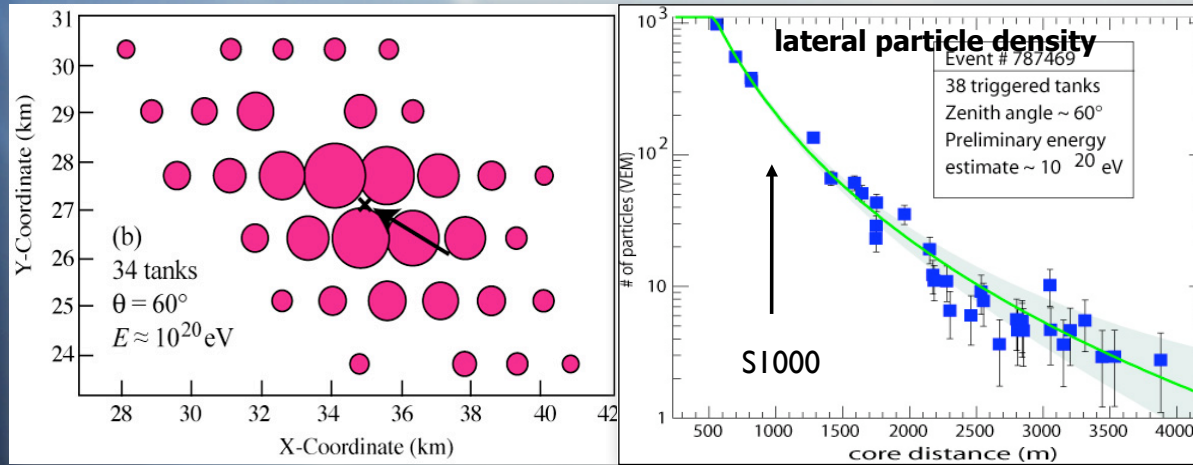 31
30
29
28
27
26
25
24
Y-Coordinate (km)
(b)
34 tanks
θ = 60°
E ≈ 10²⁰ eV
28 30 32 34 36 38 40 42
X-Coordinate (km)
10³
10²
10
1
# of particles (VEM)
lateral particle density
Event # 787469
38 triggered tanks
Zenith angle ~ 60°
Preliminary energy
estimate ~ 10 ²⁰ eV
S1000
500 1000 1500 2000 2500 3000 3500 4000
core distance (m)